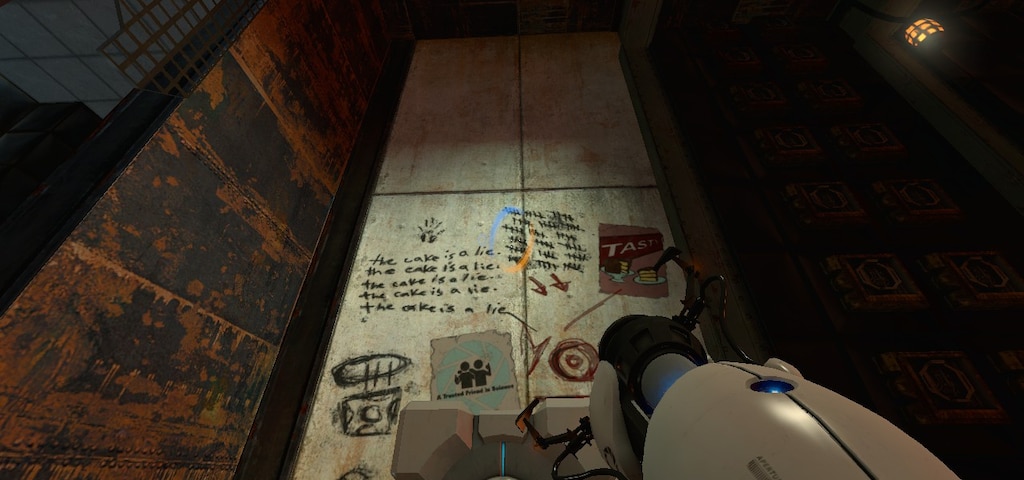 the cake is a lie.
the cake is a lie.
the cake is a lie.
the cake is a lie.
the cake is a lie
TASTY
A Trusted Friend in Science
APERTURE